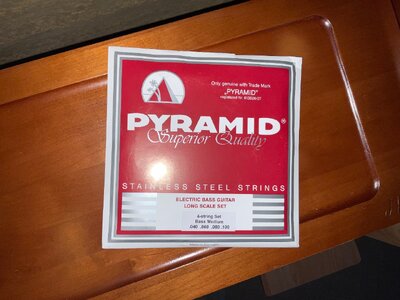 Only genuine with Trade Mark
„PYRAMID"
PYRAMID®
Superior Quality
STAINLESS STEEL STRINGS
ELECTRIC BASS GUITAR
LONG SCALE SET
4-string Set
Bass Medium
.040 .060 .080 .100